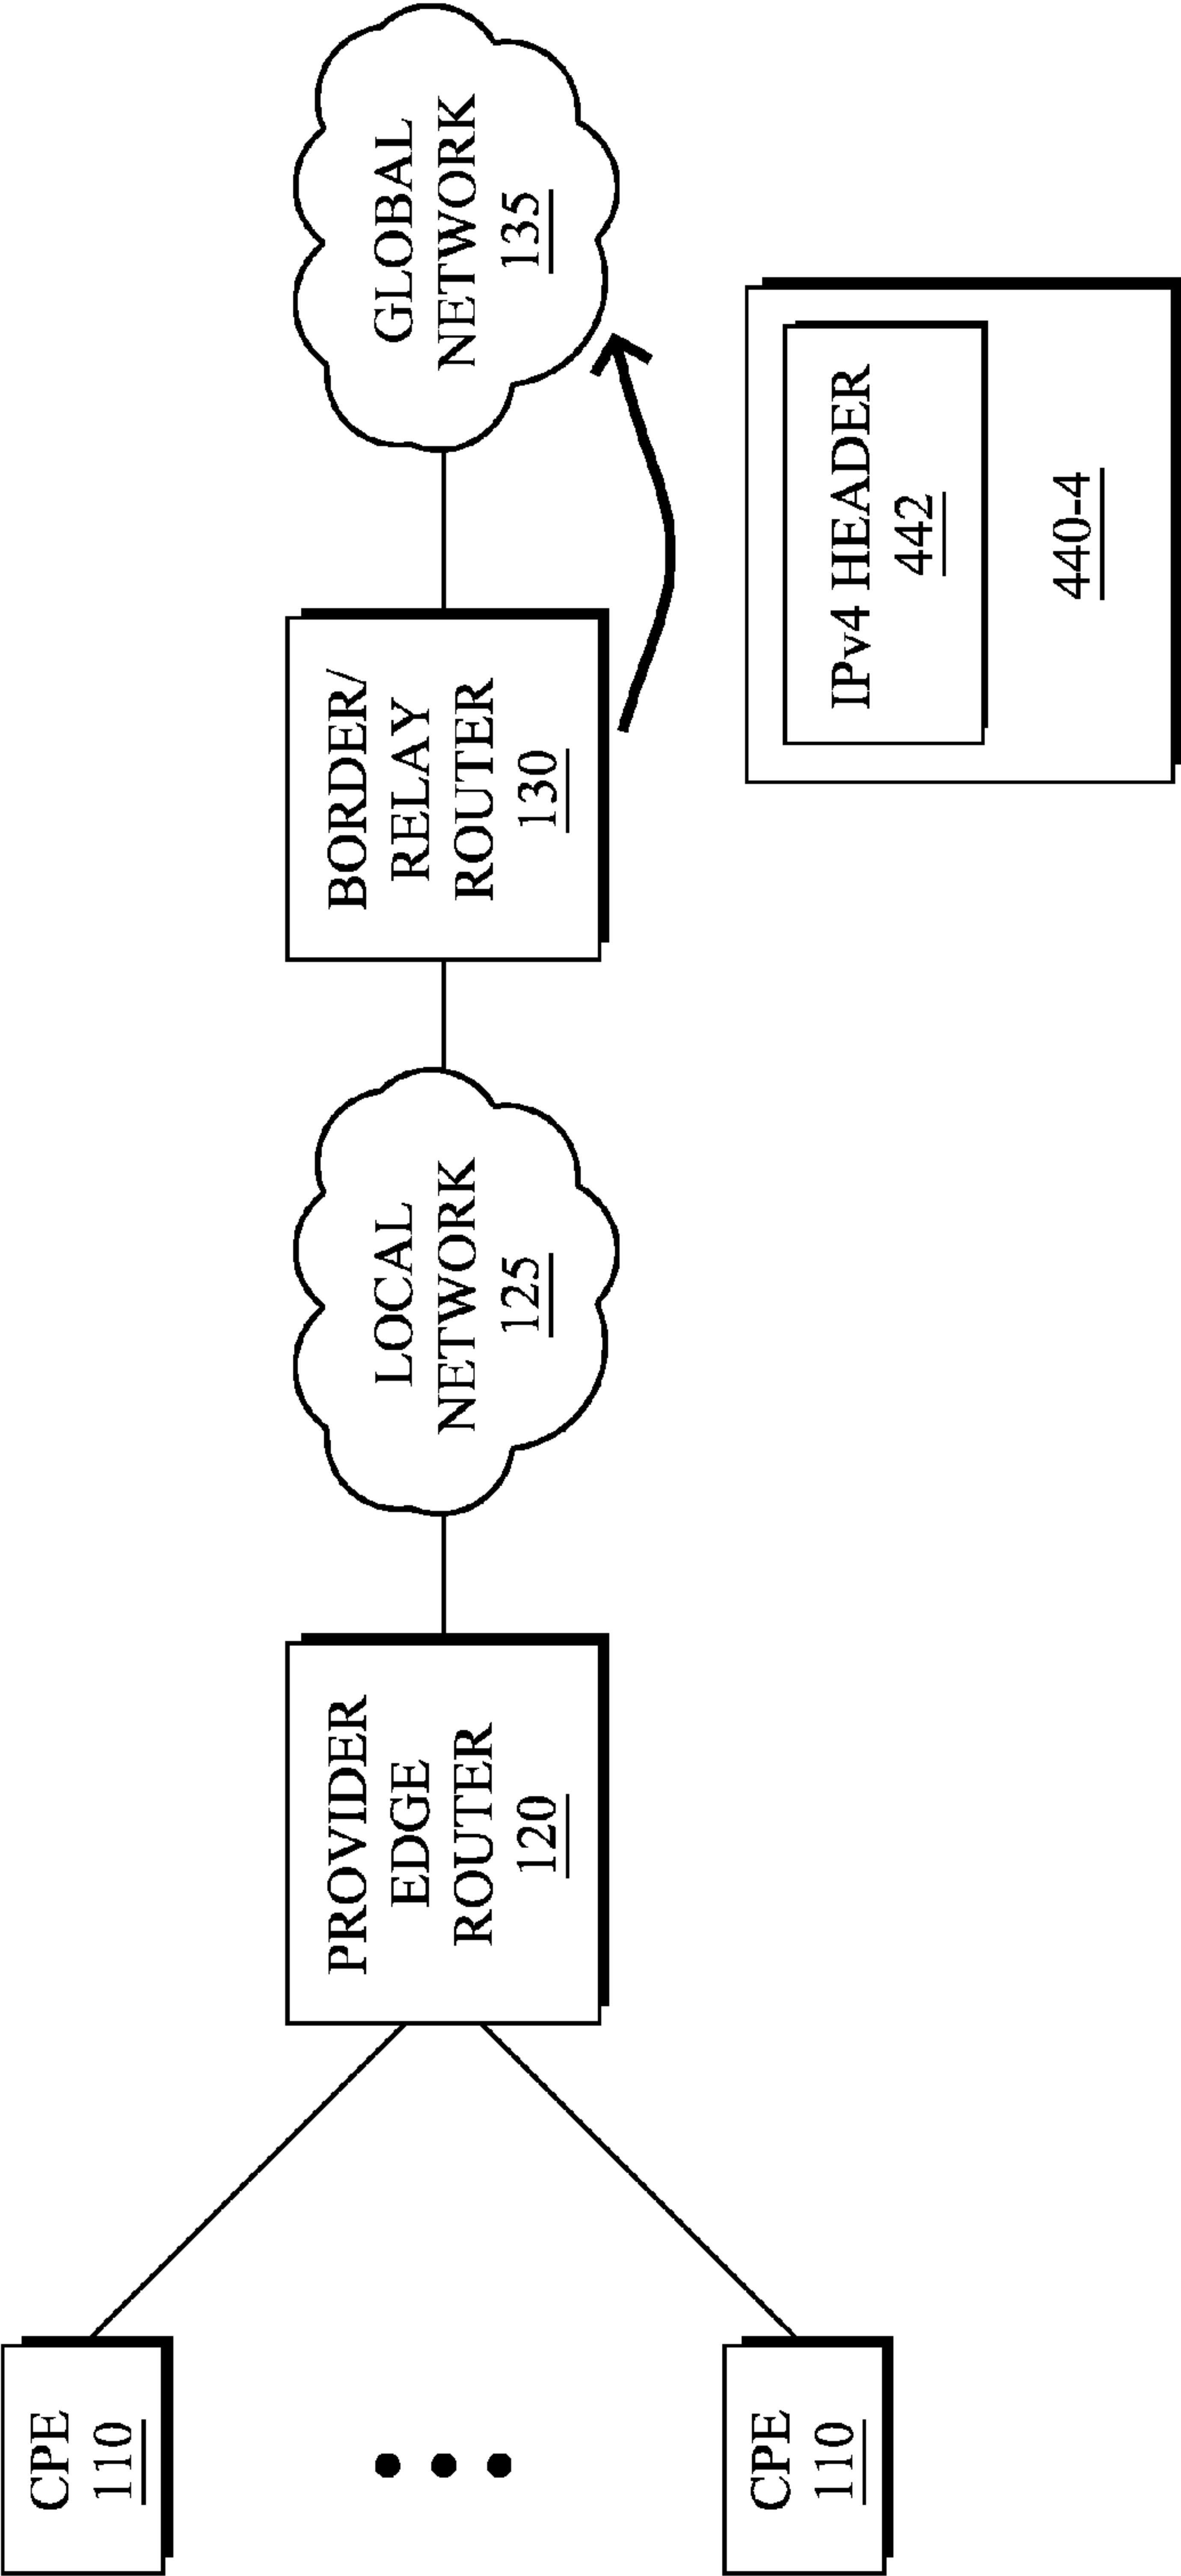 CPE
110
CPE
110
PROVIDER
EDGE
ROUTER
120
LOCAL
NETWORK
125
BORDER/
RELAY
ROUTER
130
GLOBAL
NETWORK
135
IPv4 HEADER
442
440-4